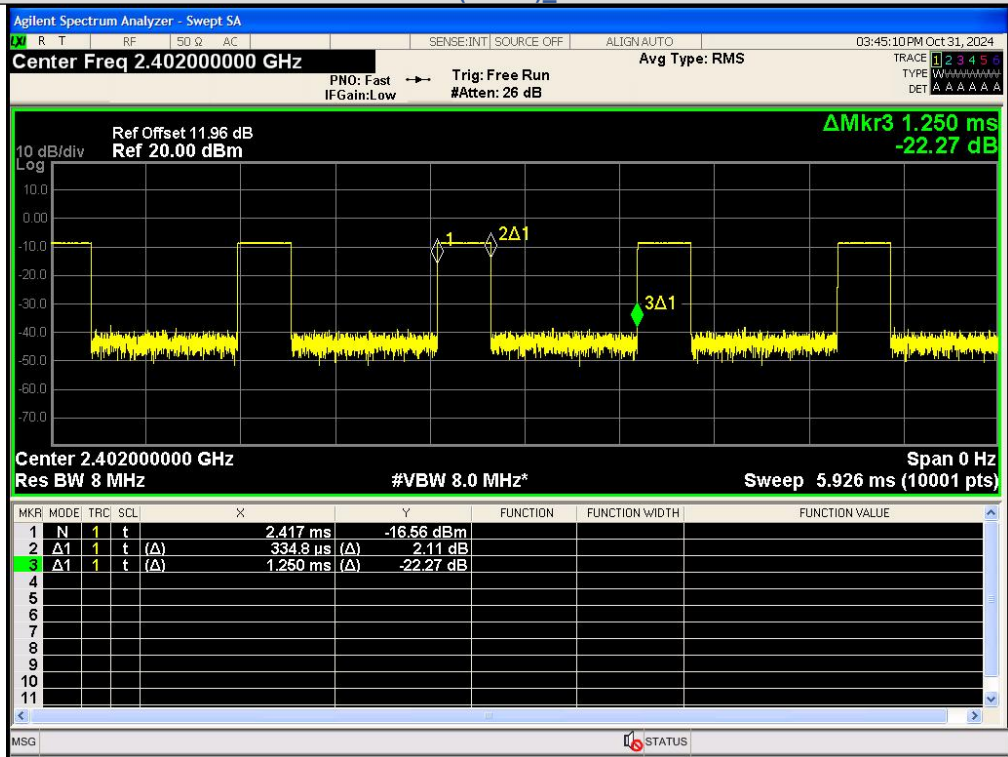 Agilent Spectrum Analyzer - Swept SA
LXI R T RF 50 Ω AC SENSE:INT SOURCE OFF ALIGN AUTO 03:45:10 PM Oct 31, 2024
Center Freq 2.402000000 GHz
PNO: Fast
IFGain:Low
Trig: Free Run
#Atten: 26 dB
Avg Type: RMS
TRACE 1 2 3 4 5 6
TYPE W
DET A A A A A A
ΔMkr3 1.250 ms
-22.27 dB
Ref Offset 11.96 dB
10 dB/div Ref 20.00 dBm
Log
10.0
0.00
-10.0
-20.0
-30.0
-40.0
-50.0
-60.0
-70.0
1
2Δ1
3Δ1
Center 2.402000000 GHz Span 0 Hz
Res BW 8 MHz #VBW 8.0 MHz* Sweep 5.926 ms (10001 pts)
MKR MODE TRC SCL X Y FUNCTION FUNCTION WIDTH FUNCTION VALUE
1 N 1 t 2.417 ms -16.56 dBm
2 Δ1 1 t (Δ) 334.8 µs (Δ) 2.11 dB
3 Δ1 1 t (Δ) 1.250 ms (Δ) -22.27 dB
4
5
6
7
8
9
10
11
MSG STATUS